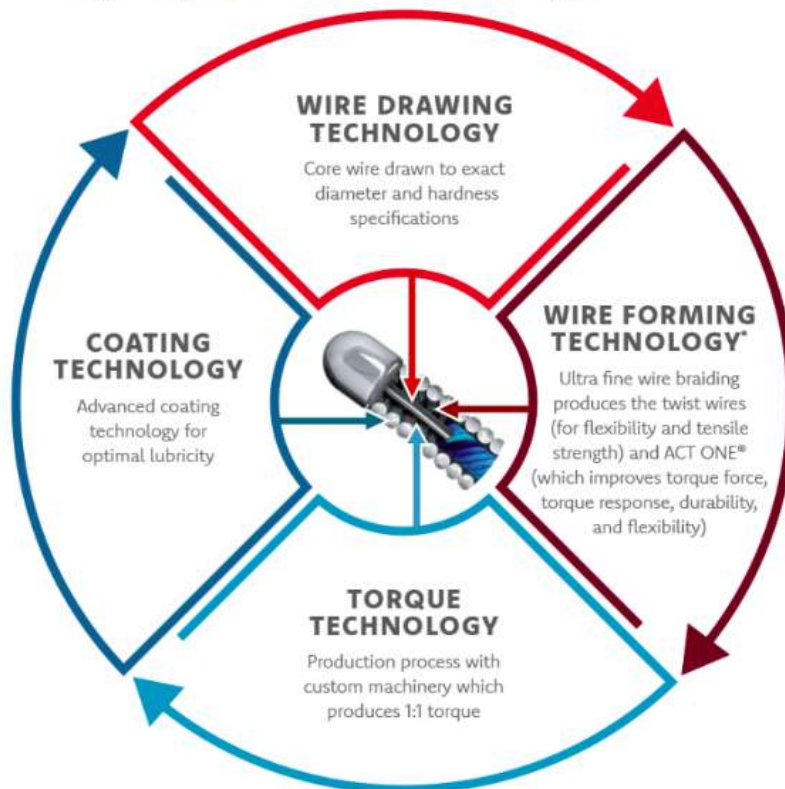 WIRE DRAWING
TECHNOLOGY
Core wire drawn to exact
diameter and hardness
specifications
COATING
TECHNOLOGY
Advanced coating
technology for
optimal lubricity
WIRE FORMING
TECHNOLOGY*
Ultra fine wire braiding
produces the twist wires
(for flexibility and tensile
strength) and ACT ONE®
(which improves torque force,
torque response, durability,
and flexibility)
TORQUE
TECHNOLOGY
Production process with
custom machinery which
produces 1:1 torque